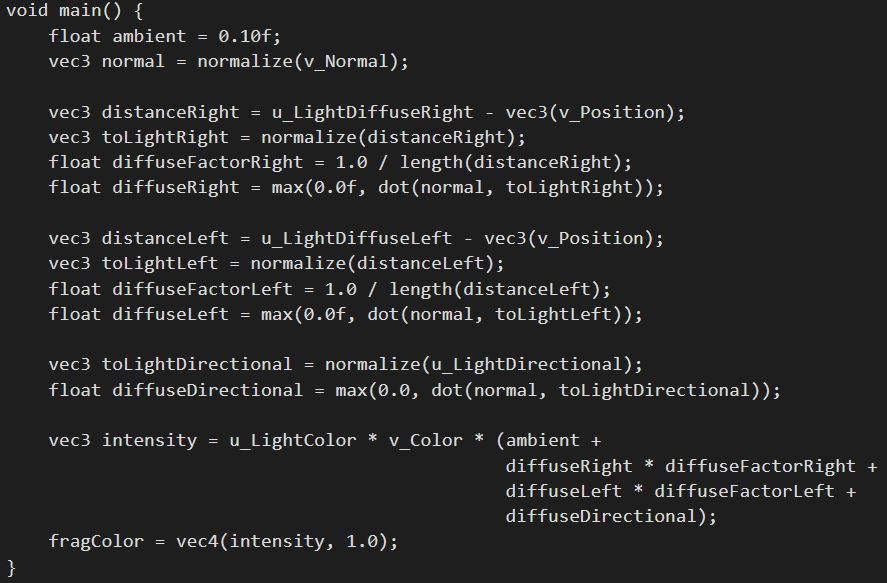 void main() {
    float ambient = 0.10f;
    vec3 normal = normalize(v_Normal);

    vec3 distanceRight = u_LightDiffuseRight - vec3(v_Position);
    vec3 toLightRight = normalize(distanceRight);
    float diffuseFactorRight = 1.0 / length(distanceRight);
    float diffuseRight = max(0.0f, dot(normal, toLightRight));

    vec3 distanceLeft = u_LightDiffuseLeft - vec3(v_Position);
    vec3 toLightLeft = normalize(distanceLeft);
    float diffuseFactorLeft = 1.0 / length(distanceLeft);
    float diffuseLeft = max(0.0f, dot(normal, toLightLeft));

    vec3 toLightDirectional = normalize(u_LightDirectional);
    float diffuseDirectional = max(0.0, dot(normal, toLightDirectional));

    vec3 intensity = u_LightColor * v_Color * (ambient +
                                               diffuseRight * diffuseFactorRight +
                                               diffuseLeft * diffuseFactorLeft +
                                               diffuseDirectional);
    fragColor = vec4(intensity, 1.0);
}